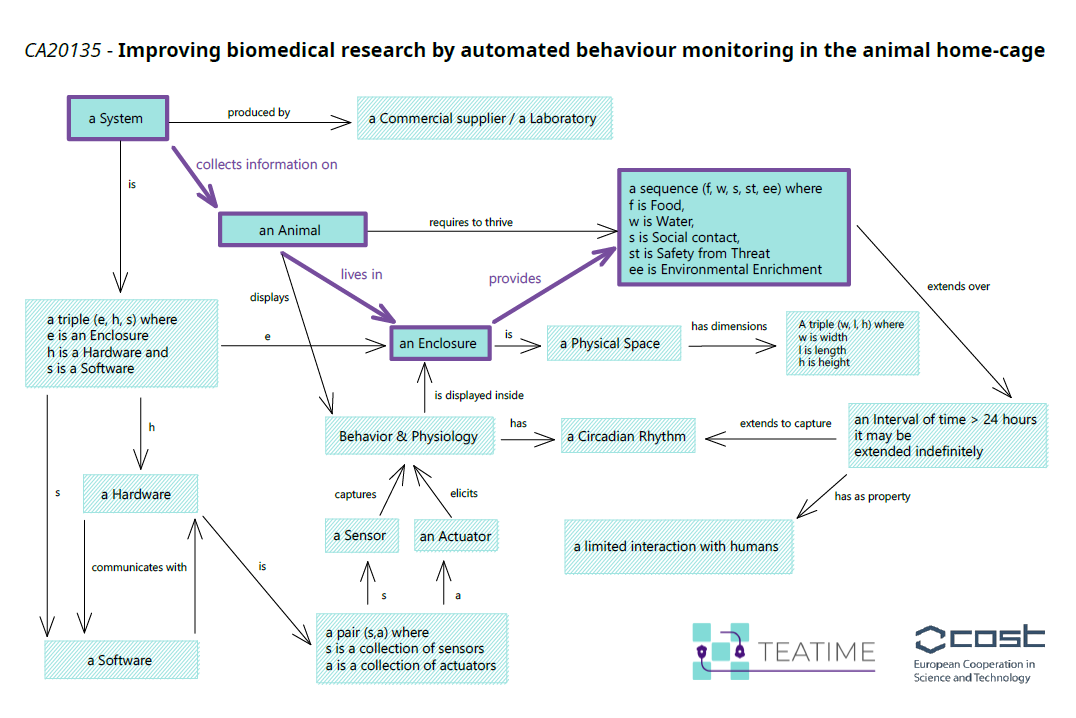 CA20135 - Improving biomedical research by automated behaviour monitoring in the animal home-cage
a System
produced by
a Commercial supplier / a Laboratory
collects information on
is
an Animal
requires to thrive
a sequence (f, w, s, st, ee) where
f is Food,
w is Water,
s is Social contact,
st is Safety from Threat
ee is Environmental Enrichment
lives in
provides
displays
extends over
a triple (e, h, s) where
e is an Enclosure
h is a Hardware and
s is a Software
e
an Enclosure
is
a Physical Space
has dimensions
A triple (w, l, h) where
w is width
l is length
h is height
is displayed inside
Behavior & Physiology
has
a Circadian Rhythm
extends to capture
an Interval of time > 24 hours
it may be
extended indefinitely
h
s
a Hardware
captures
elicits
has as property
a Sensor
an Actuator
a limited interaction with humans
communicates with
is
s
a
a pair (s,a) where
s is a collection of sensors
a is a collection of actuators
a Software
TEATIME
cost
European Cooperation in
Science and Technology